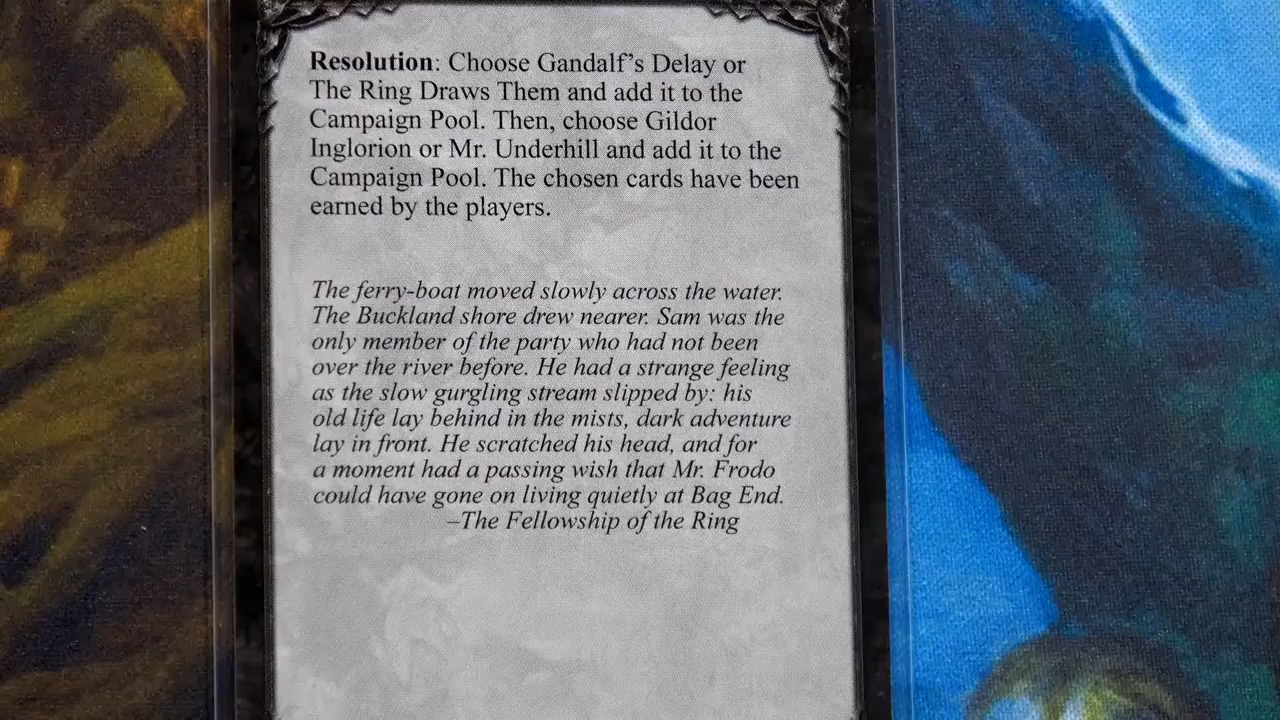 Resolution: Choose Gandalf's Delay or
The Ring Draws Them and add it to the
Campaign Pool. Then, choose Gildor
Inglorion or Mr. Underhill and add it to the
Campaign Pool. The chosen cards have been
earned by the players.
The ferry-boat moved slowly across the water.
The Buckland shore drew nearer. Sam was the
only member of the party who had not been
over the river before. He had a strange feeling
as the slow gurgling stream slipped by: his
old life lay behind in the mists, dark adventure
lay in front. He scratched his head, and for
a moment had a passing wish that Mr. Frodo
could have gone on living quietly at Bag End.
–The Fellowship of the Ring